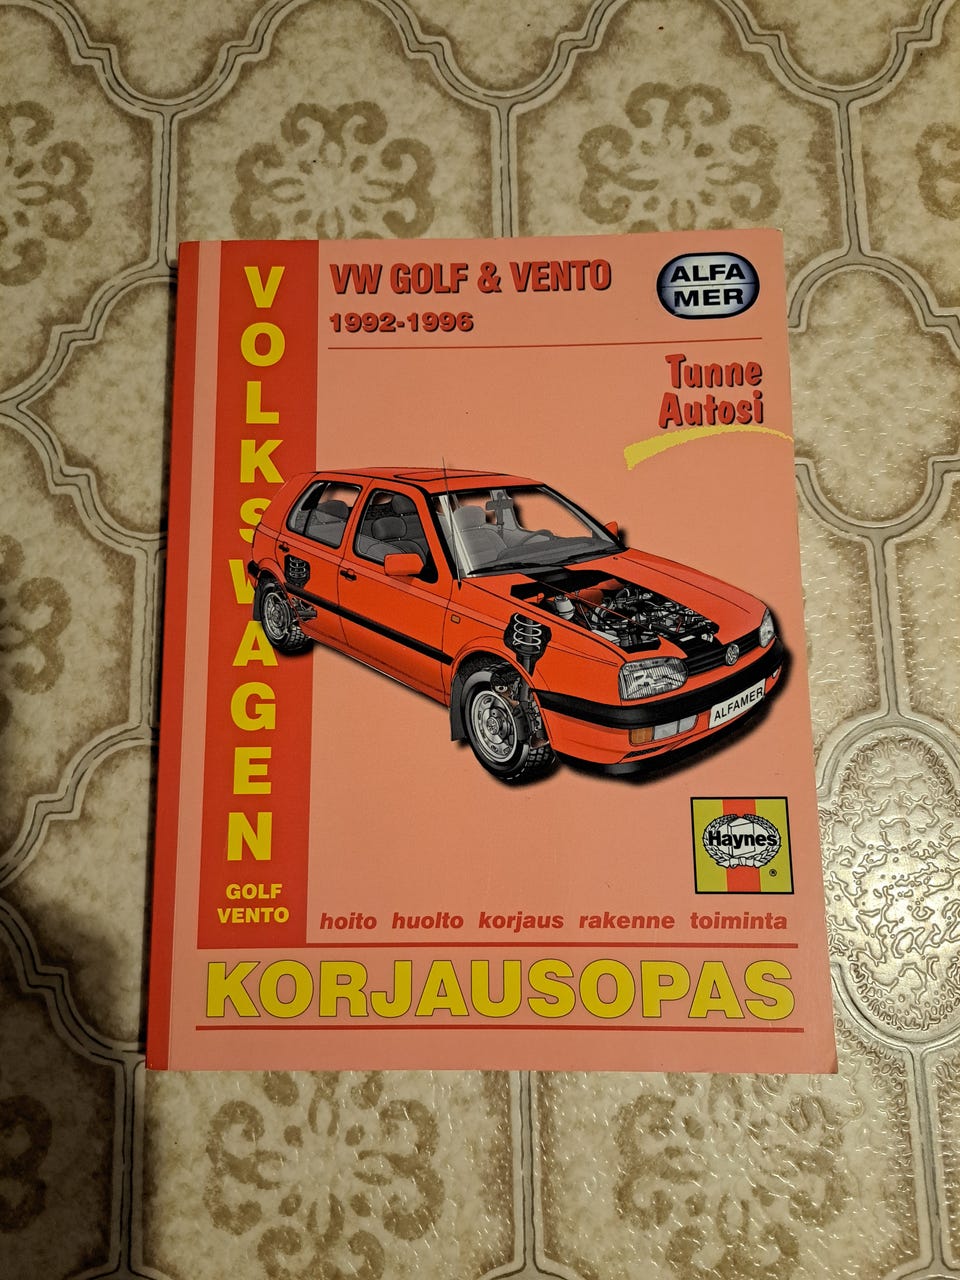 VOLKSWAGEN
GOLF
VENTO
VW GOLF & VENTO
1992-1996
ALFA
MER
Tunne
Autosi
ALFAMER
Haynes
®
hoito huolto korjaus rakenne toiminta
KORJAUSOPAS